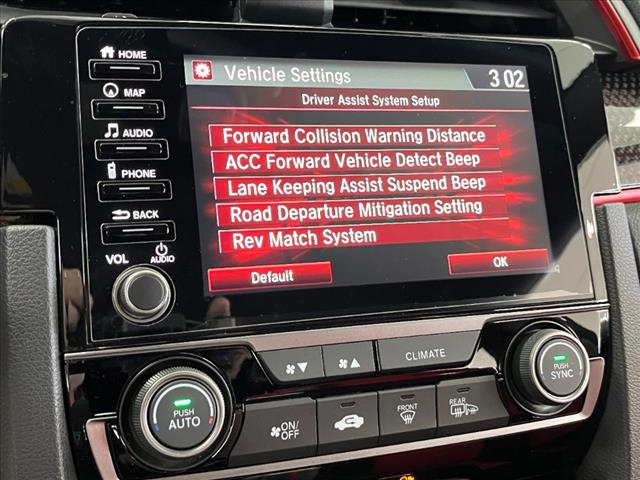 HOME
MAP
AUDIO
PHONE
BACK
VOL AUDIO
Vehicle Settings 3:02
Driver Assist System Setup
Forward Collision Warning Distance
ACC Forward Vehicle Detect Beep
Lane Keeping Assist Suspend Beep
Road Departure Mitigation Setting
Rev Match System
Default OK
CLIMATE
PUSH
AUTO
ON/
OFF
FRONT
REAR
PUSH
SYNC